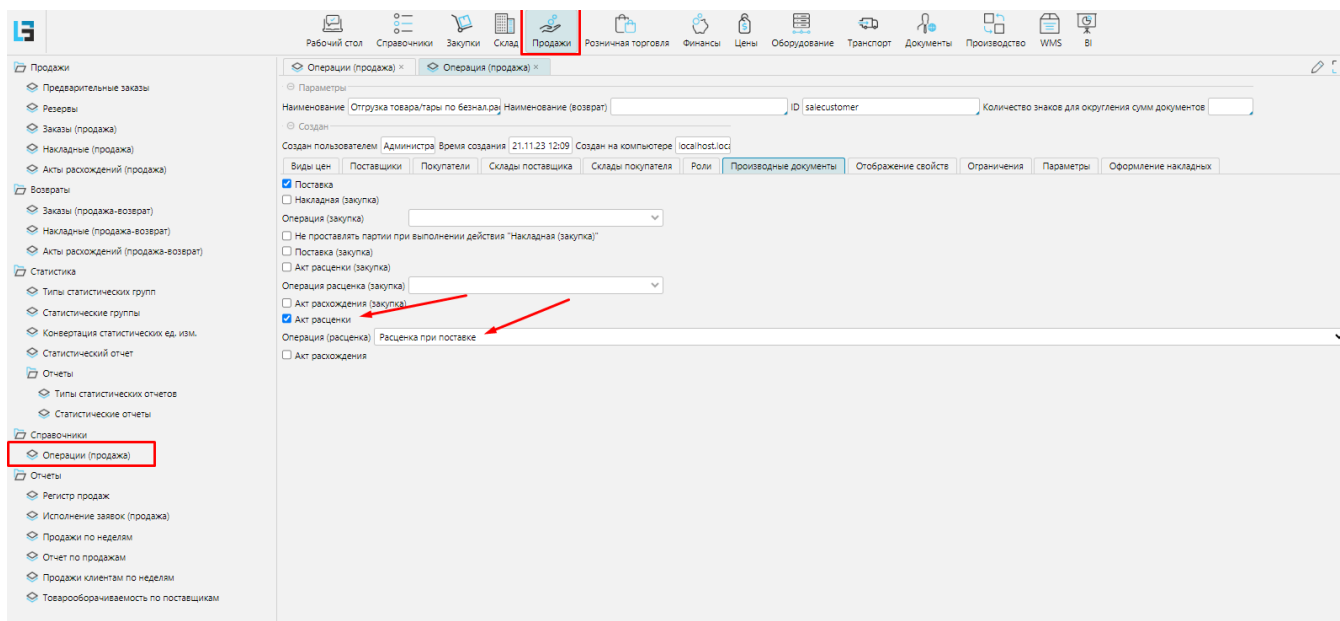 Рабочий стол Справочники Закупки Склад Продажи Розничная торговля Финансы Цены Оборудование Транспорт Документы Производство WMS BI
Продажи
Предварительные заказы
Резервы
Заказы (продажа)
Накладные (продажа)
Акты расхождений (продажа)
Возвраты
Заказы (продажа-возврат)
Накладные (продажа-возврат)
Акты расхождений (продажа-возврат)
Статистика
Типы статистических групп
Статистические группы
Конвертация статистических ед. изм.
Статистический отчет
Отчеты
Типы статистических отчетов
Статистические отчеты
Справочники
Операции (продажа)
Отчеты
Регистр продаж
Исполнение заявок (продажа)
Продажи по неделям
Отчет по продажам
Продажи клиентам по неделям
Товарооборачиваемость по поставщикам
Операции (продажа) × Операция (продажа) ×
Параметры
Наименование Отгрузка товара/тары по безнал.рас Наименование (возврат) ID salecustomer Количество знаков для округления сумм документов
Создан
Создан пользователем Администра Время создания 21.11.23 12:09 Создан на компьютере localhost.loca
Виды цен Поставщики Покупатели Склады поставщика Склады покупателя Роли Производные документы Отображение свойств Ограничения Параметры Оформление накладных
Поставка
Накладная (закупка)
Операция (закупка)
Не проставлять партии при выполнении действия "Накладная (закупка)"
Поставка (закупка)
Акт расценки (закупка)
Операция расценка (закупка)
Акт расхождения (закупка)
Акт расценки
Операция (расценка) Расценка при поставке
Акт расхождения